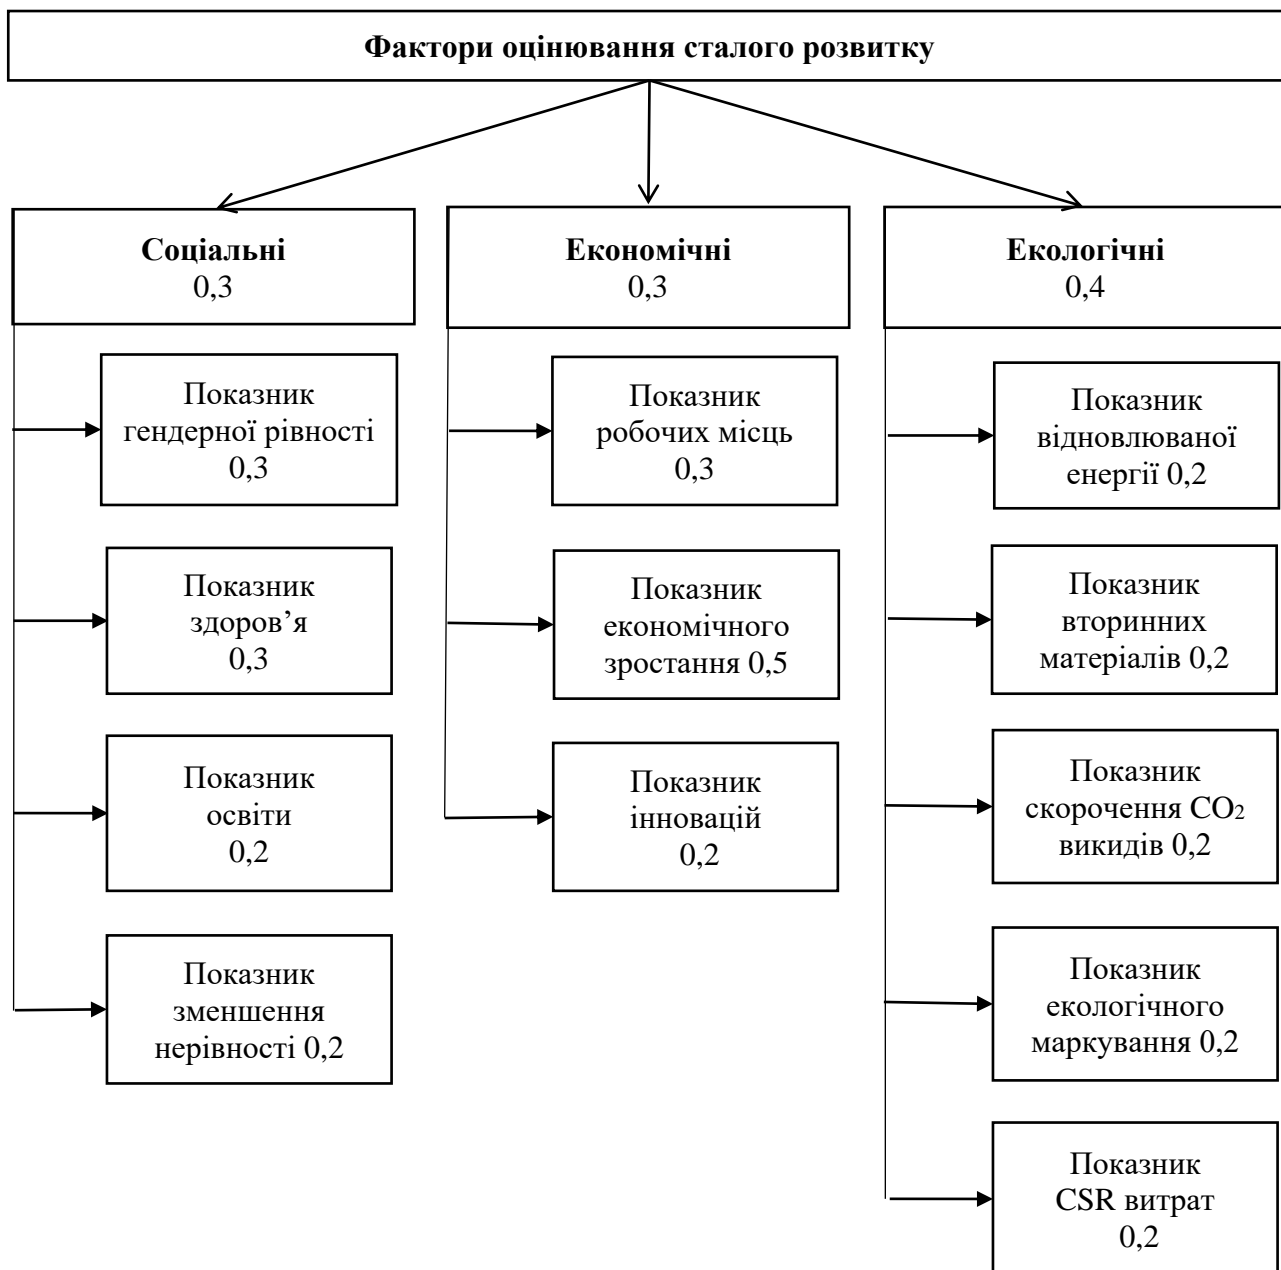 Фактори оцінювання сталого розвитку
Соціальні
0,3
Показник
гендерної рівності
0,3
Показник
здоров’я
0,3
Показник
освіти
0,2
Показник
зменшення
нерівності 0,2
Економічні
0,3
Показник
робочих місць
0,3
Показник
економічного
зростання 0,5
Показник
інновацій
0,2
Екологічні
0,4
Показник
відновлюваної
енергії 0,2
Показник
вторинних
матеріалів 0,2
Показник
скорочення CO₂
викидів 0,2
Показник
екологічного
маркування 0,2
Показник
CSR витрат
0,2